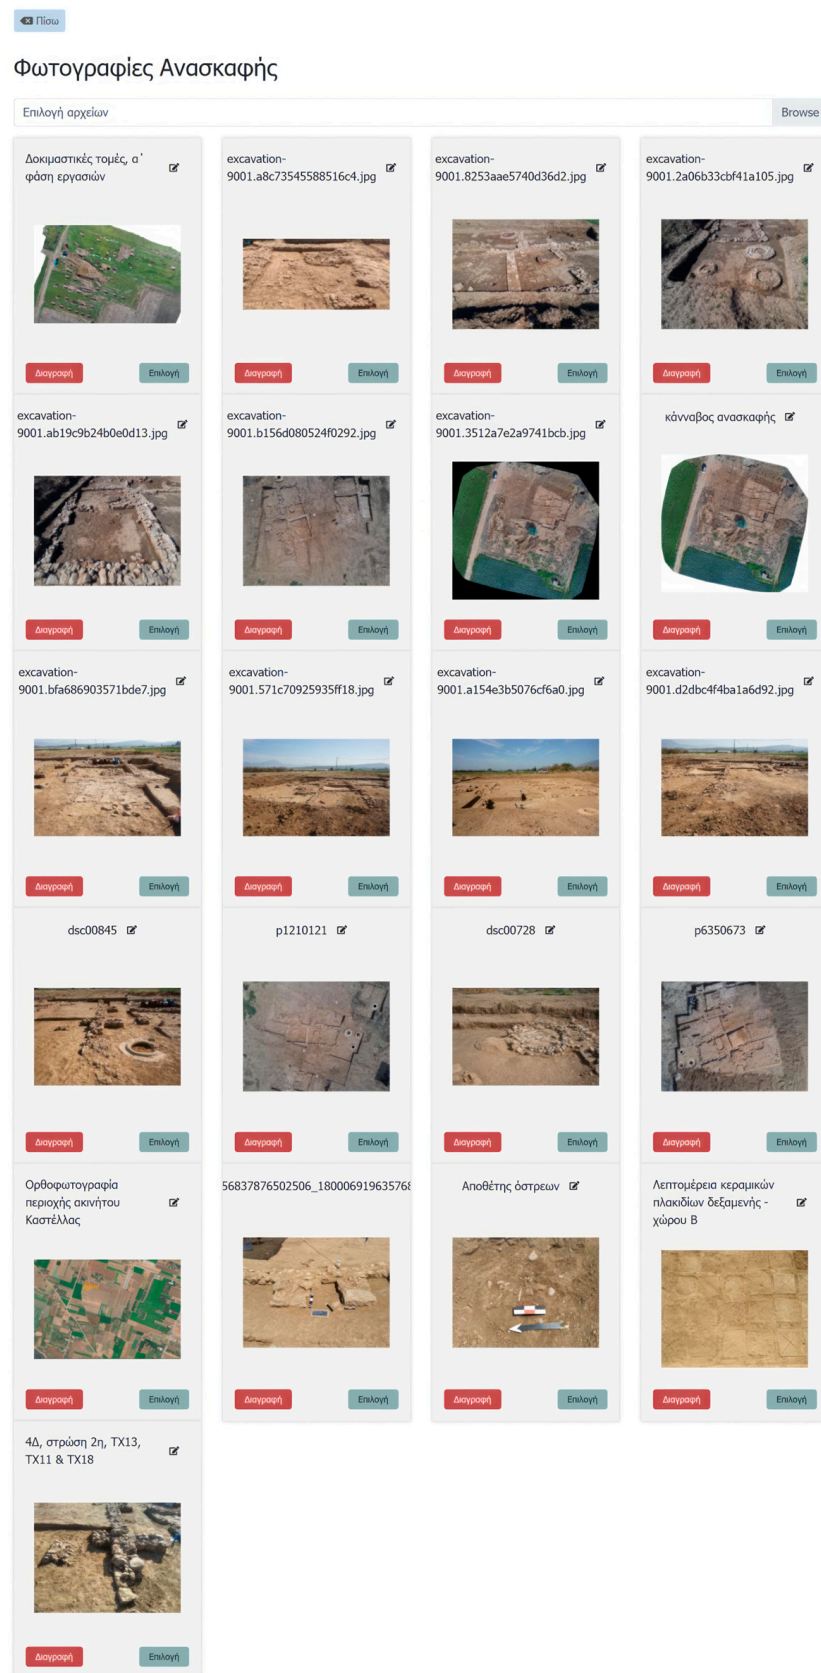 Πίσω
Φωτογραφίες Ανασκαφής
Επιλογή αρχείων
Browse
Δοκιμαστικές τομές, α΄
φάση εργασιών
excavation-
9001.a8c73545588516c4.jpg
excavation-
9001.8253aae5740d36d2.jpg
excavation-
9001.2a06b33cbf41a105.jpg
Διαγραφή Επιλογή
Διαγραφή Επιλογή
Διαγραφή Επιλογή
Διαγραφή Επιλογή
excavation-
9001.ab19c9b24b0e0d13.jpg
excavation-
9001.b156d080524f0292.jpg
excavation-
9001.3512a7e2a9741bcb.jpg
κάνναβος ανασκαφής
Διαγραφή Επιλογή
Διαγραφή Επιλογή
Διαγραφή Επιλογή
Διαγραφή Επιλογή
excavation-
9001.bfa686903571bde7.jpg
excavation-
9001.571c70925935ff18.jpg
excavation-
9001.a154e3b5076cf6a0.jpg
excavation-
9001.d2dbc4f4ba1a6d92.jpg
Διαγραφή Επιλογή
Διαγραφή Επιλογή
Διαγραφή Επιλογή
Διαγραφή Επιλογή
dsc00845
p1210121
dsc00728
p6350673
Διαγραφή Επιλογή
Διαγραφή Επιλογή
Διαγραφή Επιλογή
Διαγραφή Επιλογή
Ορθοφωτογραφία
περιοχής ακινήτου
Καστέλλας
56837876502506_18000691963576
Αποθέτης όστρεων
Λεπτομέρεια κεραμικών
πλακιδίων δεξαμενής -
χώρου Β
Διαγραφή Επιλογή
Διαγραφή Επιλογή
Διαγραφή Επιλογή
Διαγραφή Επιλογή
4Δ, στρώση 2η, ΤΧ13,
ΤΧ11 & ΤΧ18
Διαγραφή Επιλογή